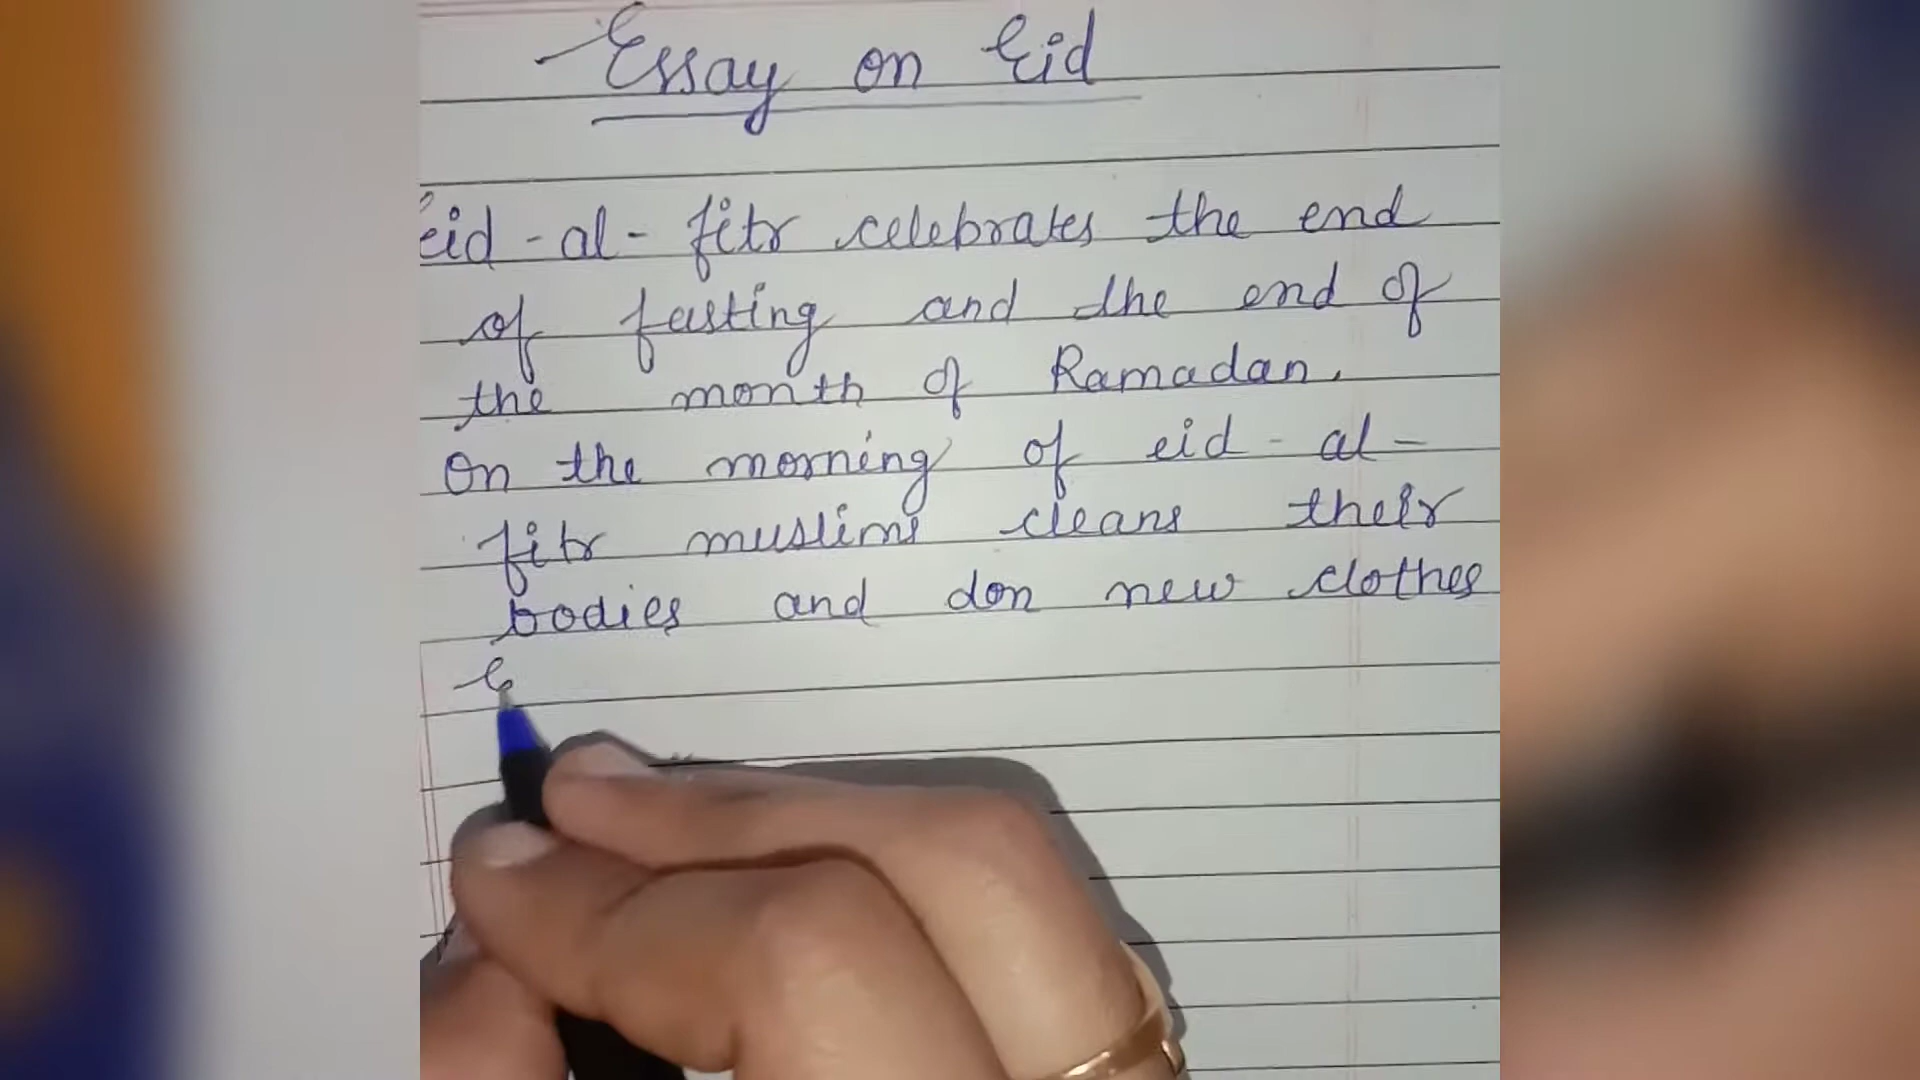 Essay on Eid
eid - al - fitr celebrates the end
of fasting and the end of
the month of Ramadan.
On the morning of eid - al -
fitr muslims cleans their
bodies and don new clothes